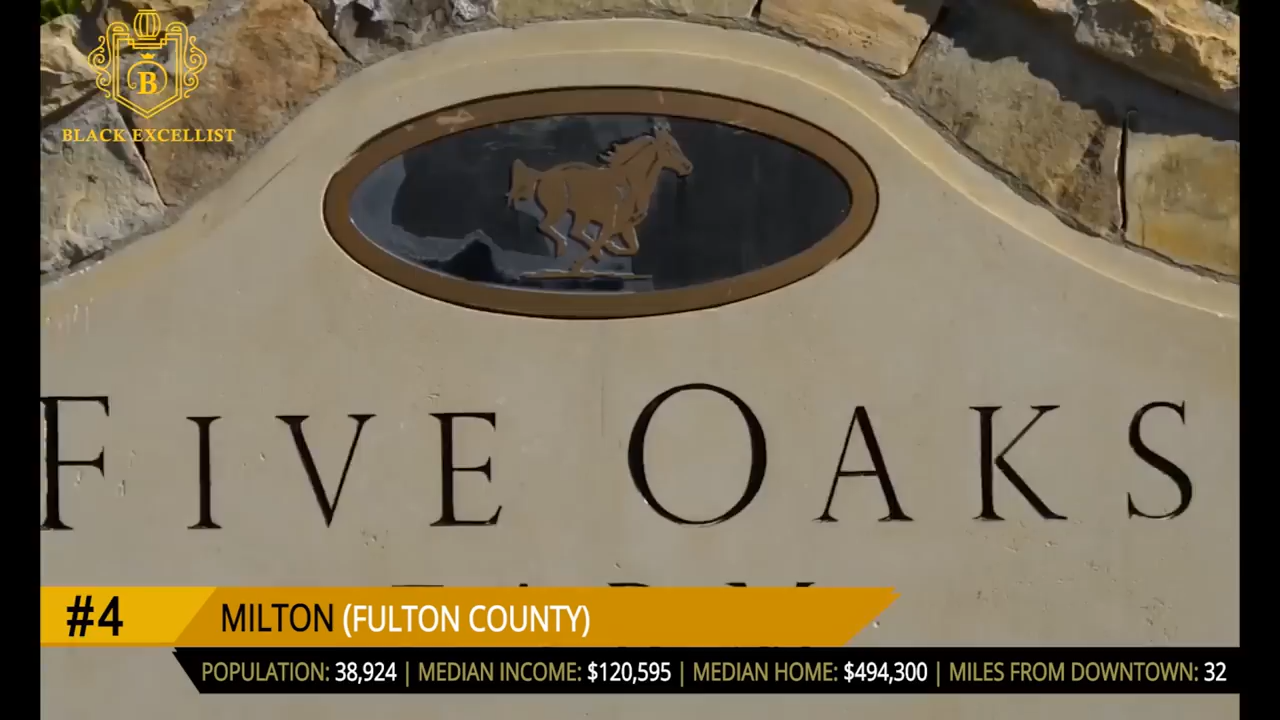 B
BLACK EXCELLIST
FIVE OAKS
#4
MILTON (FULTON COUNTY)
POPULATION: 38,924 | MEDIAN INCOME: $120,595 | MEDIAN HOME: $494,300 | MILES FROM DOWNTOWN: 32